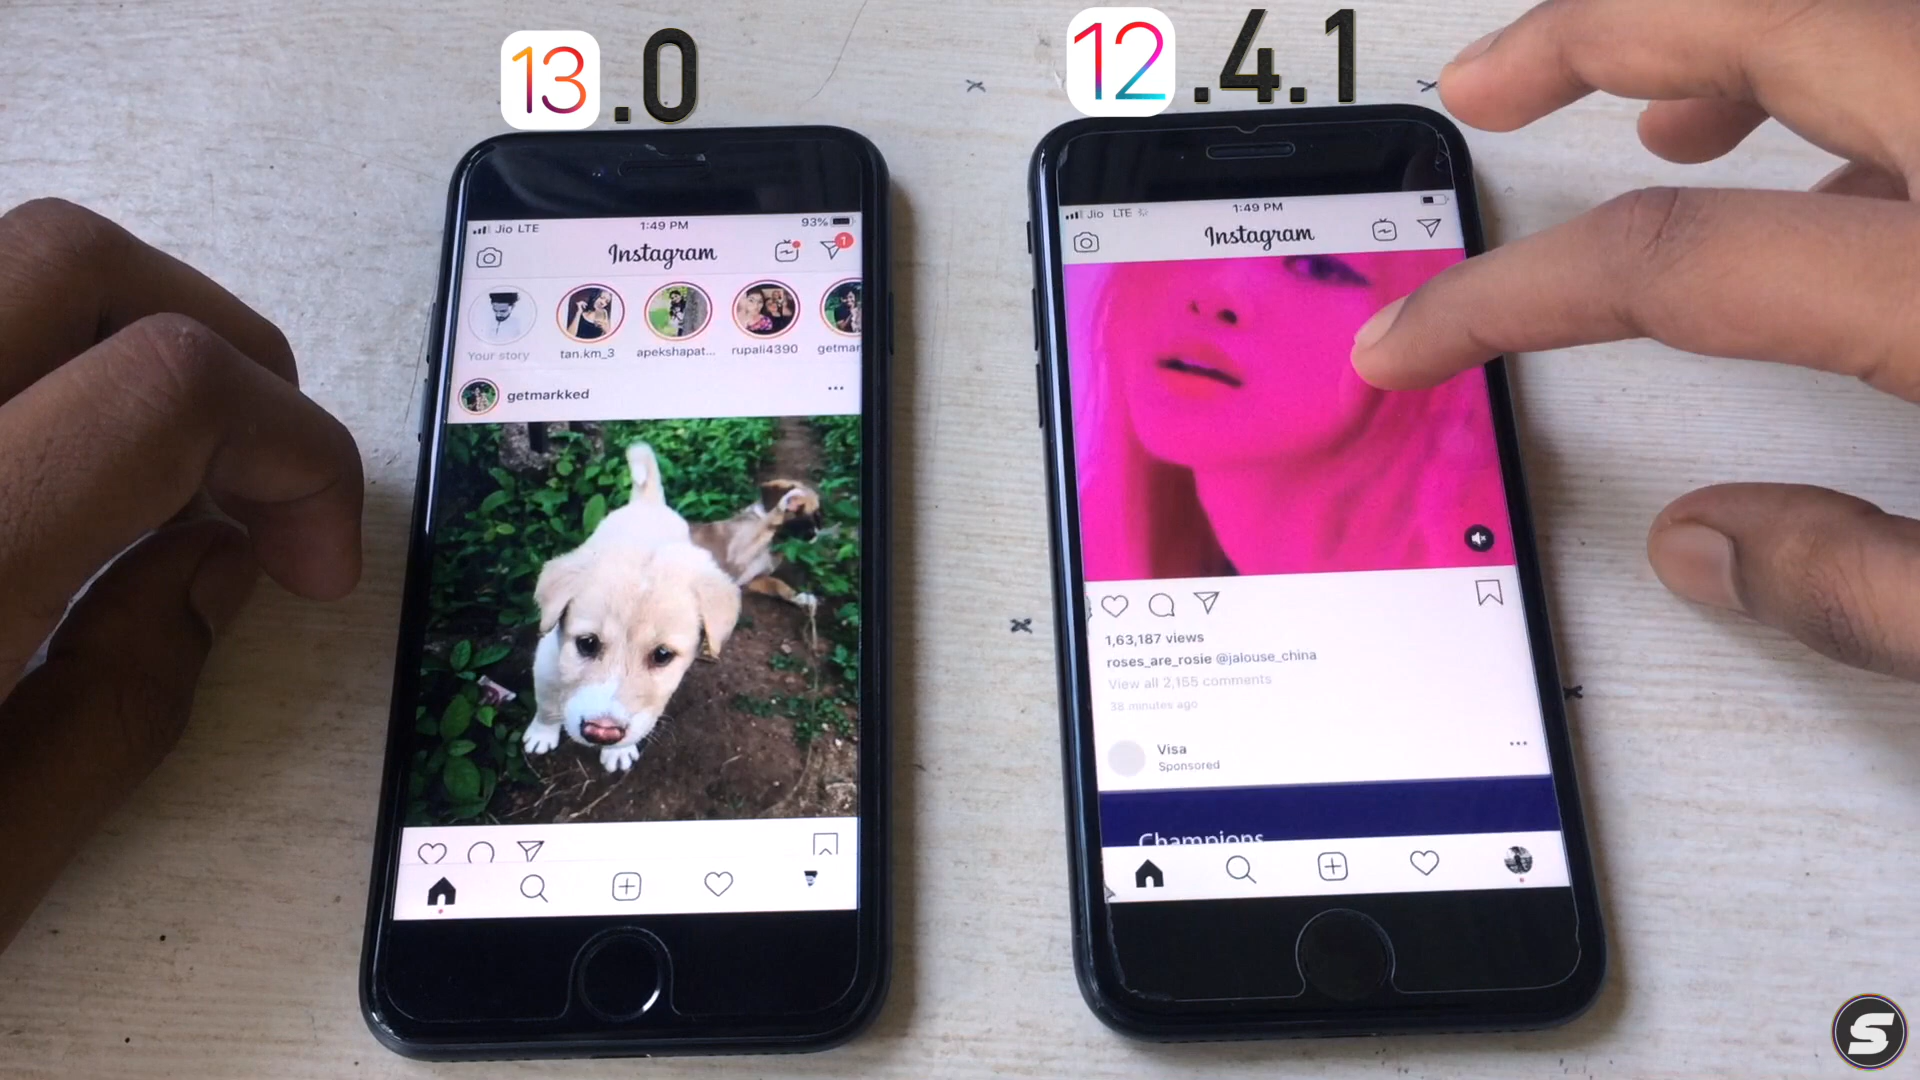 13.0
12.4.1
Jio LTE 1:49 PM 93%
Instagram
1
Your story tan.km_3 apekshapat... rupali4390 getmar
getmarkked
Jio LTE 1:49 PM
Instagram
1,63,187 views
roses_are_rosie @jalouse_china
View all 2,155 comments
38 minutes ago
Visa
Sponsored
Champions
S